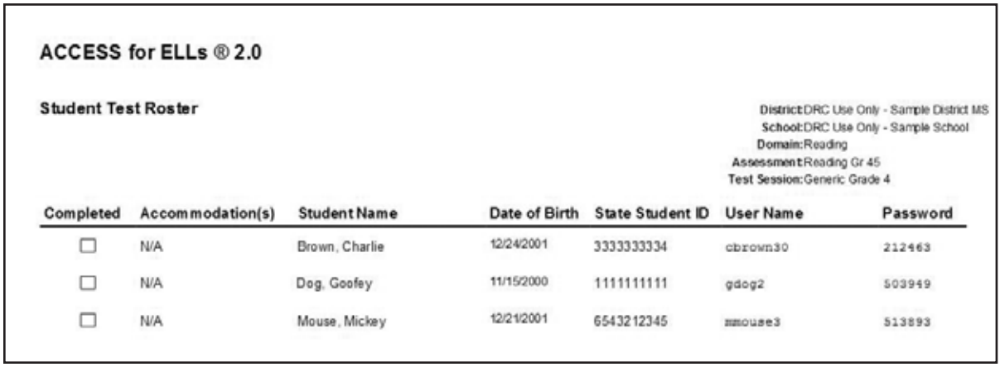 ACCESS for ELLs ® 2.0
Student Test Roster
District:DRC Use Only - Sample District MS
School:DRC Use Only - Sample School
Domain:Reading
Assessment:Reading Gr 45
Test Session:Generic Grade 4
Completed Accommodation(s) Student Name Date of Birth State Student ID User Name Password
N/A Brown, Charlie 12/24/2001 3333333334 cbrown30 212463
N/A Dog, Goofey 11/15/2000 1111111111 gdog2 503949
N/A Mouse, Mickey 12/21/2001 6543212345 mmouse3 513893